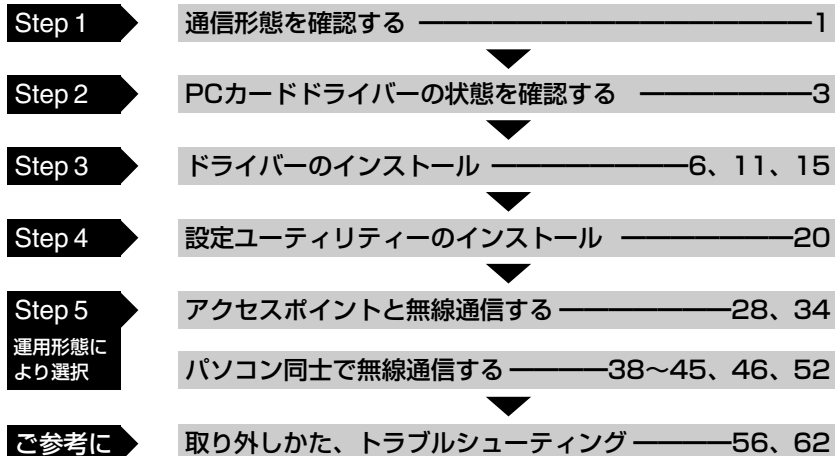 Step 1 通信形態を確認する 1
Step 2 PCカードドライバーの状態を確認する 3
Step 3 ドライバーのインストール 6、11、15
Step 4 設定ユーティリティーのインストール 20
Step 5 アクセスポイントと無線通信する 28、34
運用形態に
より選択 パソコン同士で無線通信する 38〜45、46、52
ご参考に 取り外しかた、トラブルシューティング 56、62